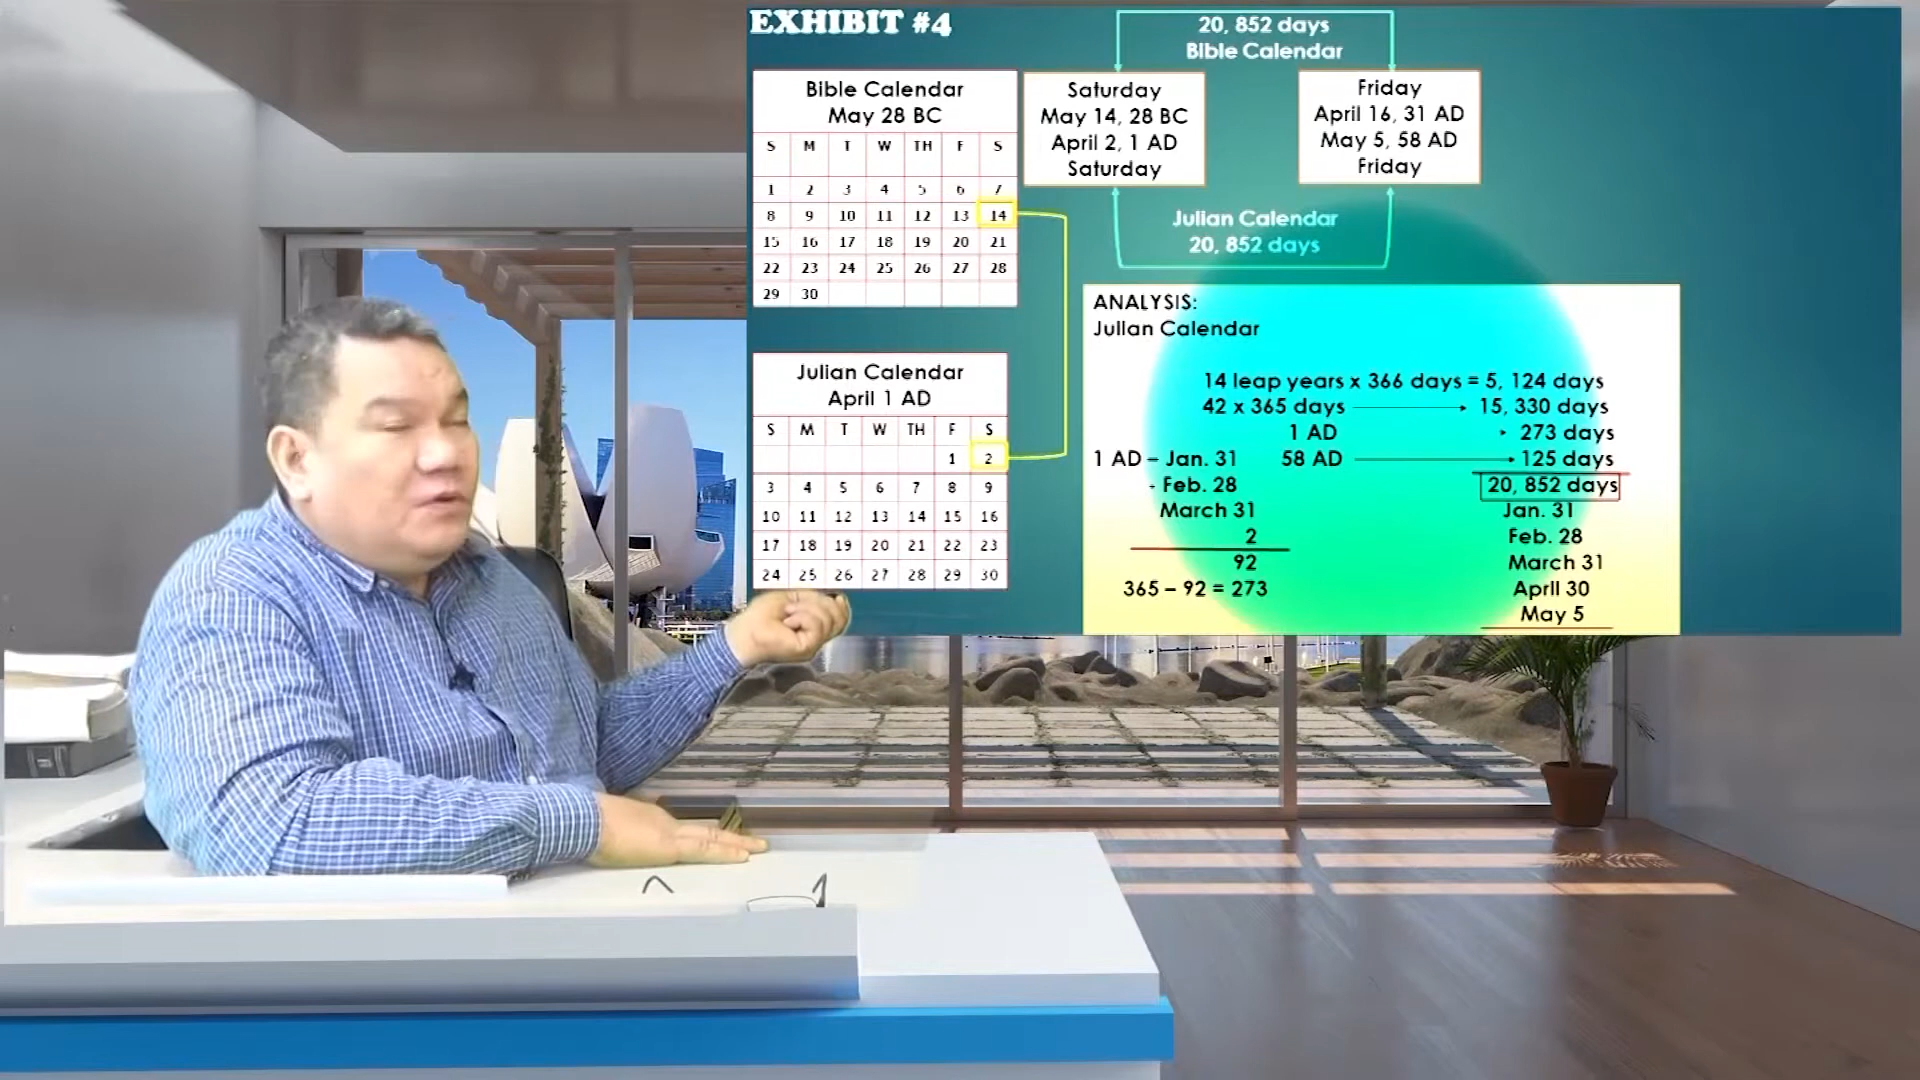 EXHIBIT #4
20, 852 days
Bible Calendar
Bible Calendar
May 28 BC
S M T W TH F S
1 2 3 4 5 6 7
8 9 10 11 12 13 14
15 16 17 18 19 20 21
22 23 24 25 26 27 28
29 30
Saturday
May 14, 28 BC
April 2, 1 AD
Saturday
Friday
April 16, 31 AD
May 5, 58 AD
Friday
Julian Calendar
20, 852 days
Julian Calendar
April 1 AD
S M T W TH F S
1 2
3 4 5 6 7 8 9
10 11 12 13 14 15 16
17 18 19 20 21 22 23
24 25 26 27 28 29 30
ANALYSIS:
Julian Calendar
14 leap years x 366 days = 5, 124 days
42 x 365 days 15, 330 days
1 AD 273 days
1 AD – Jan. 31 58 AD 125 days
- Feb. 28 20, 852 days
March 31 Jan. 31
2 Feb. 28
92 March 31
365 – 92 = 273 April 30
May 5